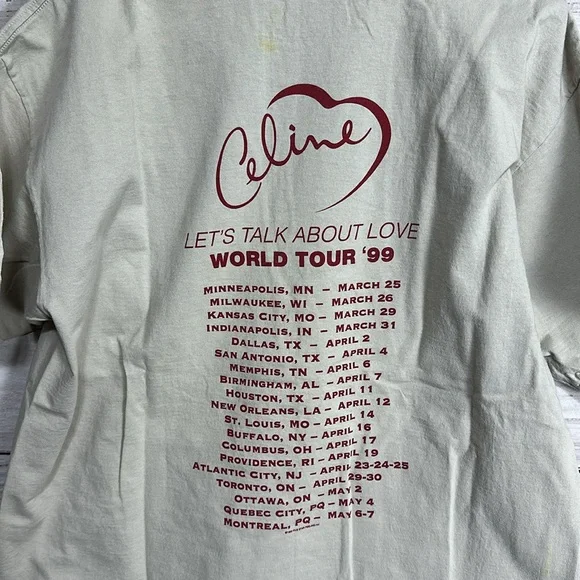 Celine
LET'S TALK ABOUT LOVE
WORLD TOUR '99
MINNEAPOLIS, MN – MARCH 25
MILWAUKEE, WI – MARCH 26
KANSAS CITY, MO – MARCH 29
INDIANAPOLIS, IN – MARCH 31
DALLAS, TX – APRIL 2
SAN ANTONIO, TX – APRIL 4
MEMPHIS, TN – APRIL 6
BIRMINGHAM, AL – APRIL 7
HOUSTON, TX – APRIL 11
NEW ORLEANS, LA – APRIL 12
ST. LOUIS, MO – APRIL 14
BUFFALO, NY – APRIL 16
COLUMBUS, OH – APRIL 17
PROVIDENCE, RI – APRIL 19
ATLANTIC CITY, NJ – APRIL 23-24-25
TORONTO, ON – APRIL 29-30
OTTAWA, ON – MAY 2
QUEBEC CITY, PQ – MAY 4
MONTREAL, PQ – MAY 6-7